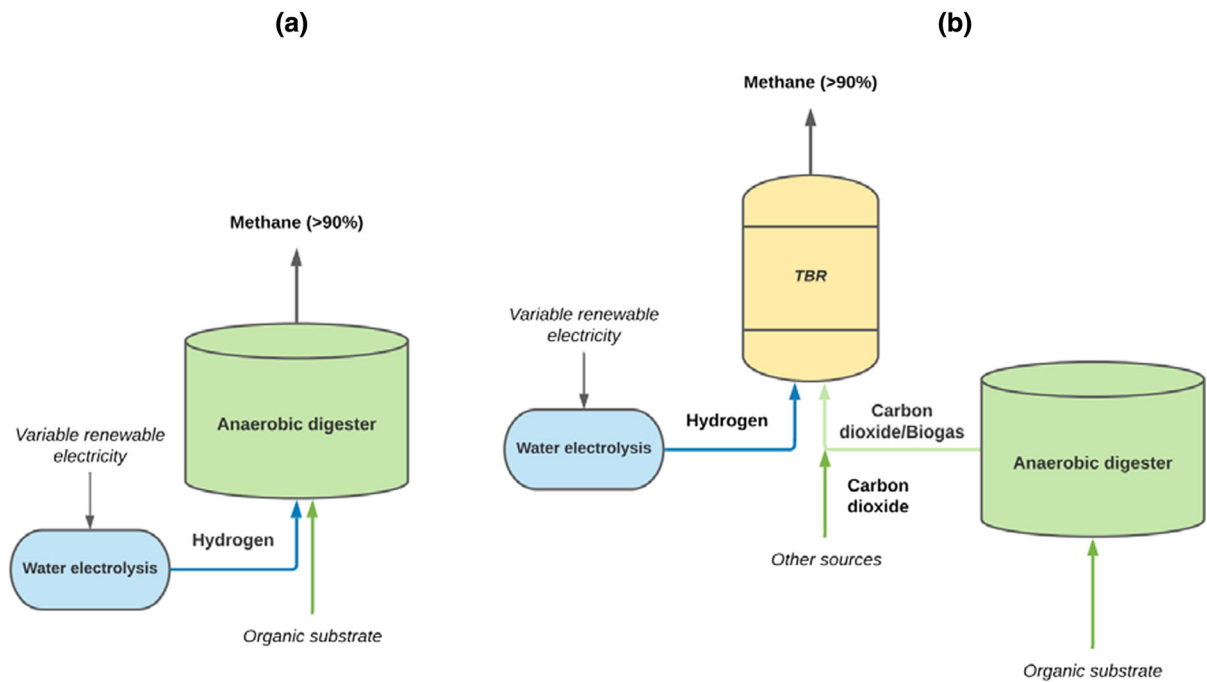 (a)
Methane (>90%)
Anaerobic digester
Variable renewable
electricity
Water electrolysis
Hydrogen
Organic substrate
(b)
Methane (>90%)
TBR
Variable renewable
electricity
Water electrolysis
Hydrogen
Carbon
dioxide/Biogas
Anaerobic digester
Carbon
dioxide
Other sources
Organic substrate